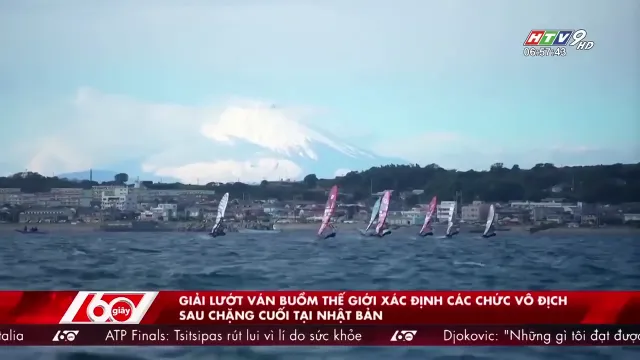 HTV9 HD
06:57:43
60 giây
GIẢI LƯỚT VÁN BUỒM THẾ GIỚI XÁC ĐỊNH CÁC CHỨC VÔ ĐỊCH
SAU CHẶNG CUỐI TẠI NHẬT BẢN
Italia 60 ATP Finals: Tsitsipas rút lui vì lí do sức khỏe 60 Djokovic: "Những gì tôi đạt được